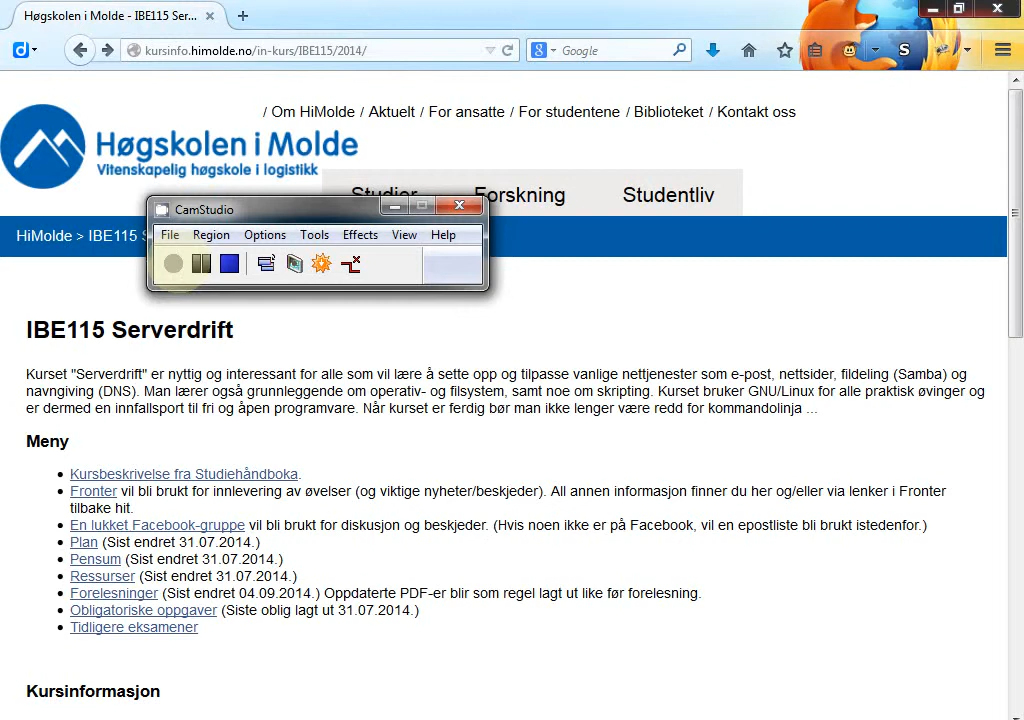 Høgskolen i Molde - IBE115 Ser...
kursinfo.himolde.no/in-kurs/IBE115/2014/
Google
/ Om HiMolde / Aktuelt / For ansatte / For studentene / Biblioteket / Kontakt oss
Høgskolen i Molde
Vitenskapelig høgskole i logistikk
Studier Forskning Studentliv
HiMolde > IBE115
CamStudio
File Region Options Tools Effects View Help
IBE115 Serverdrift
Kurset "Serverdrift" er nyttig og interessant for alle som vil lære å sette opp og tilpasse vanlige nettjenester som e-post, nettsider, fildeling (Samba) og
navngiving (DNS). Man lærer også grunnleggende om operativ- og filsystem, samt noe om skripting. Kurset bruker GNU/Linux for alle praktisk øvinger og
er dermed en innfallsport til fri og åpen programvare. Når kurset er ferdig bør man ikke lenger være redd for kommandolinja ...
Meny
Kursbeskrivelse fra Studiehåndboka.
Fronter vil bli brukt for innlevering av øvelser (og viktige nyheter/beskjeder). All annen informasjon finner du her og/eller via lenker i Fronter
tilbake hit.
En lukket Facebook-gruppe vil bli brukt for diskusjon og beskjeder. (Hvis noen ikke er på Facebook, vil en epostliste bli brukt istedenfor.)
Plan (Sist endret 31.07.2014.)
Pensum (Sist endret 31.07.2014.)
Ressurser (Sist endret 31.07.2014.)
Forelesninger (Sist endret 04.09.2014.) Oppdaterte PDF-er blir som regel lagt ut like før forelesning.
Obligatoriske oppgaver (Siste oblig lagt ut 31.07.2014.)
Tidligere eksamener
Kursinformasjon